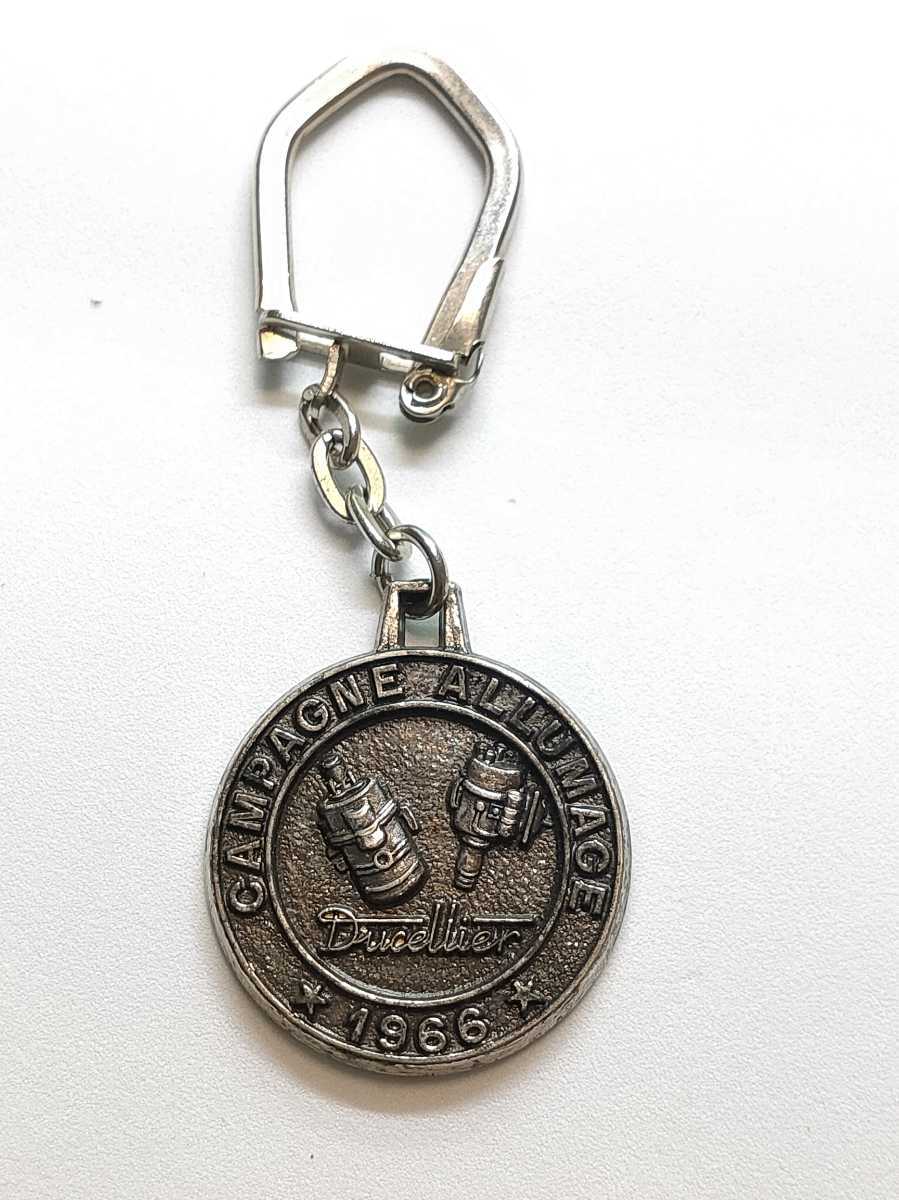 CAMPAGNE ALLUMAGE
Ducellier
★ 1966 ★